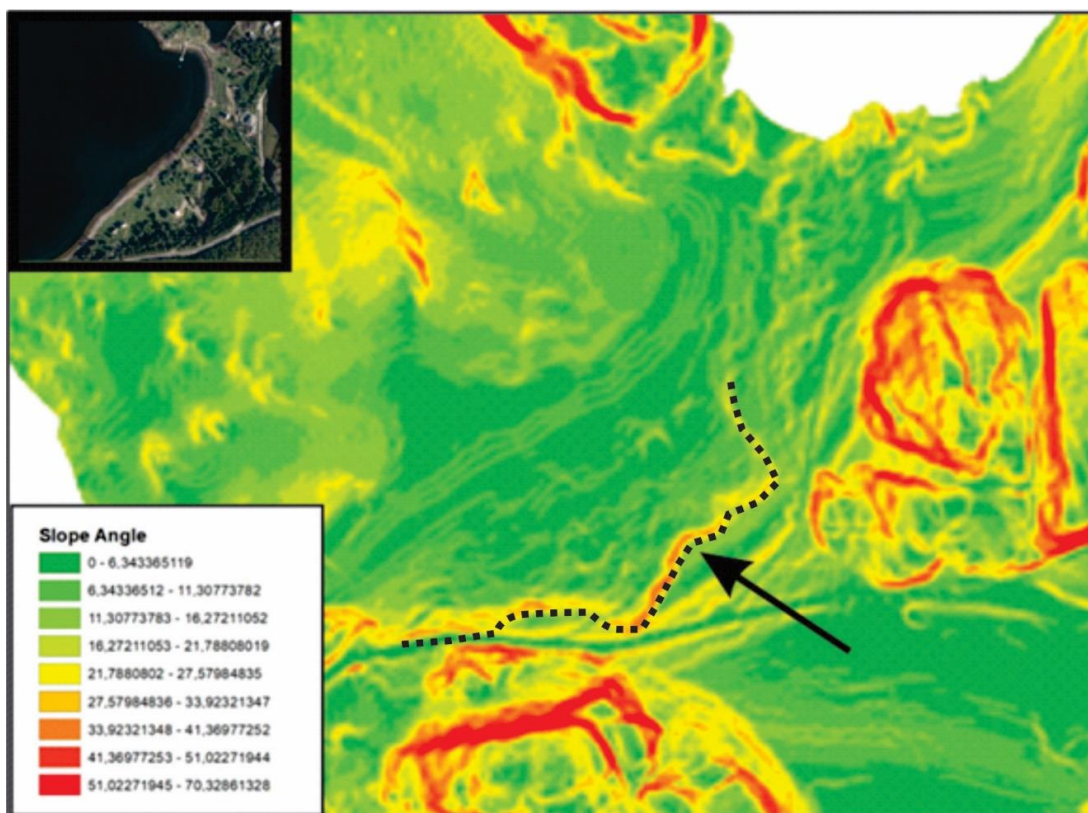 Slope Angle
0 - 6,343365119
6,34336512 - 11,30773782
11,30773783 - 16,27211052
16,27211053 - 21,78808019
21,7880802 - 27,57984835
27,57984836 - 33,92321347
33,92321348 - 41,36977252
41,36977253 - 51,02271944
51,02271945 - 70,32861328